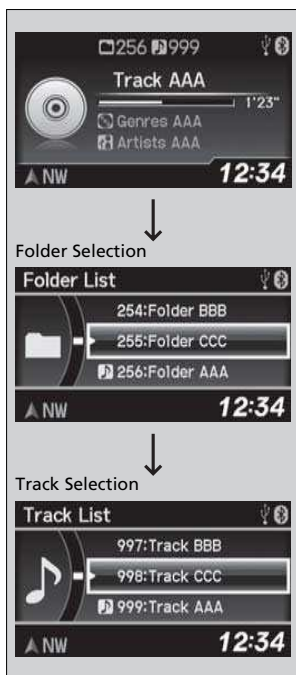 256 999
Track AAA
1'23"
Genres AAA
Artists AAA
NW 12:34
Folder Selection
Folder List
254:Folder BBB
255:Folder CCC
256:Folder AAA
NW 12:34
Track Selection
Track List
997:Track BBB
998:Track CCC
999:Track AAA
NW 12:34